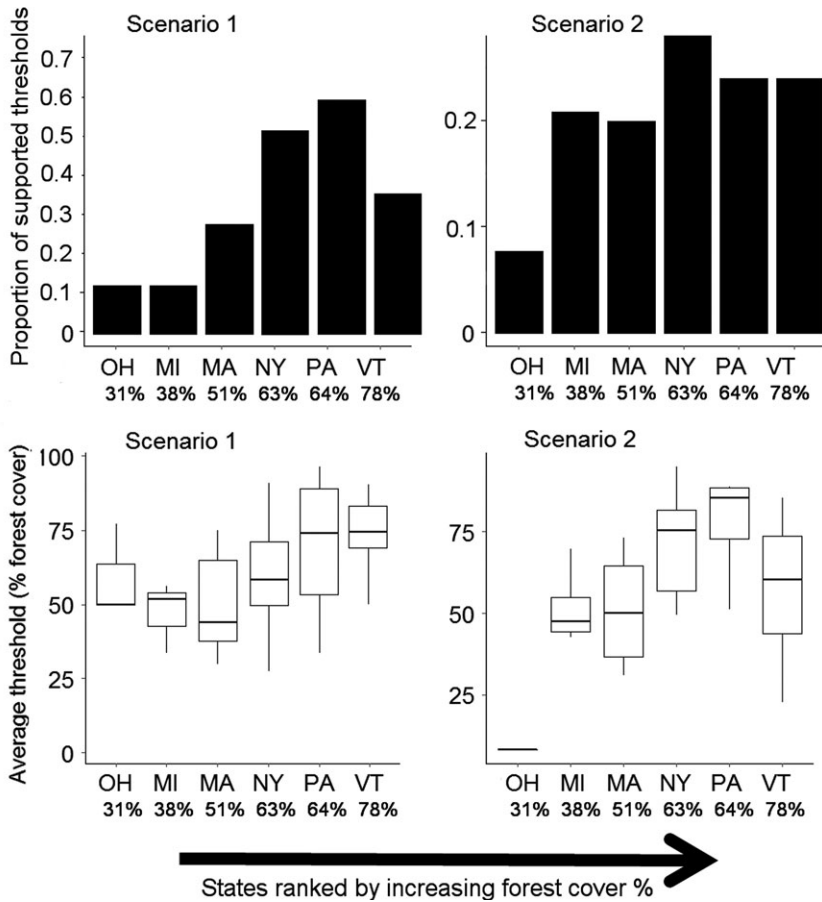 Scenario 1
Scenario 2
Proportion of supported thresholds
0.7
0.6
0.5
0.4
0.3
0.2
0.1
0
0.2
0.1
0
OH MI MA NY PA VT
31% 38% 51% 63% 64% 78%
OH MI MA NY PA VT
31% 38% 51% 63% 64% 78%
Scenario 1
Scenario 2
Average threshold (% forest cover)
100
75
50
25
0
75
50
25
OH MI MA NY PA VT
31% 38% 51% 63% 64% 78%
OH MI MA NY PA VT
31% 38% 51% 63% 64% 78%
States ranked by increasing forest cover %